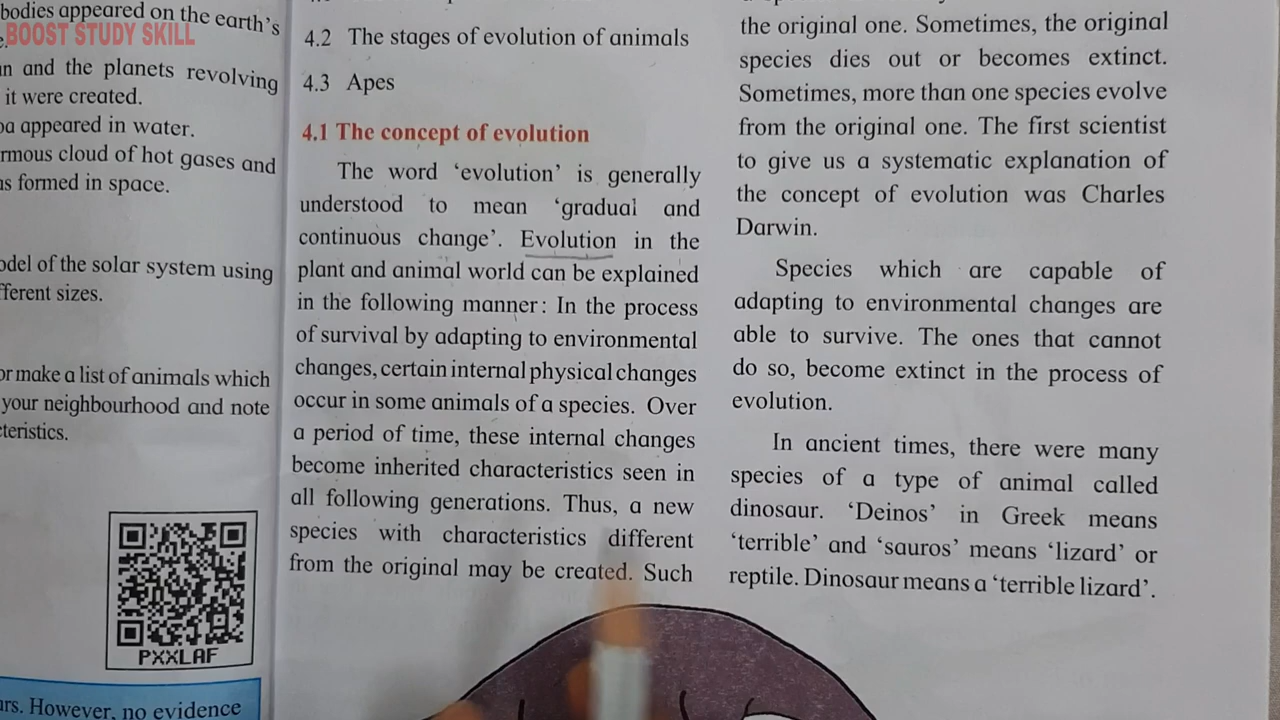 bodies appeared on the earth's
BOOST STUDY SKILL
and the planets revolving
it were created.
appeared in water.
cloud of hot gases and
formed in space.
of the solar system using
sizes.
or make a list of animals which
your neighbourhood and note
PXXLAF
However, no evidence
4.2 The stages of evolution of animals
4.3 Apes
4.1 The concept of evolution
The word ‘evolution’ is generally
understood to mean ‘gradual and
continuous change’. Evolution in the
plant and animal world can be explained
in the following manner: In the process
of survival by adapting to environmental
changes, certain internal physical changes
occur in some animals of a species. Over
a period of time, these internal changes
become inherited characteristics seen in
all following generations. Thus, a new
species with characteristics different
from the original may be created. Such
the original one. Sometimes, the original
species dies out or becomes extinct.
Sometimes, more than one species evolve
from the original one. The first scientist
to give us a systematic explanation of
the concept of evolution was Charles
Darwin.
Species which are capable of
adapting to environmental changes are
able to survive. The ones that cannot
do so, become extinct in the process of
evolution.
In ancient times, there were many
species of a type of animal called
dinosaur. ‘Deinos’ in Greek means
‘terrible’ and ‘sauros’ means ‘lizard’ or
reptile. Dinosaur means a ‘terrible lizard’.